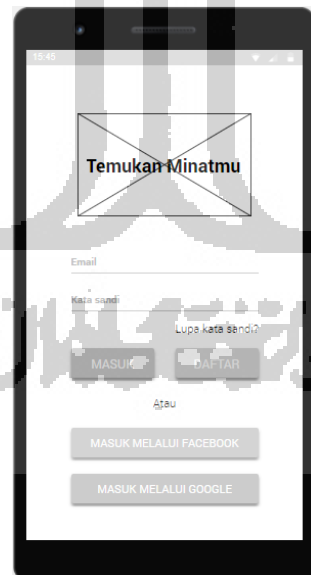 15:45
Temukan Minatmu
Email
Kata sandi
Lupa kata sandi?
MASUK
DAFTAR
Atau
MASUK MELALUI FACEBOOK
MASUK MELALUI GOOGLE